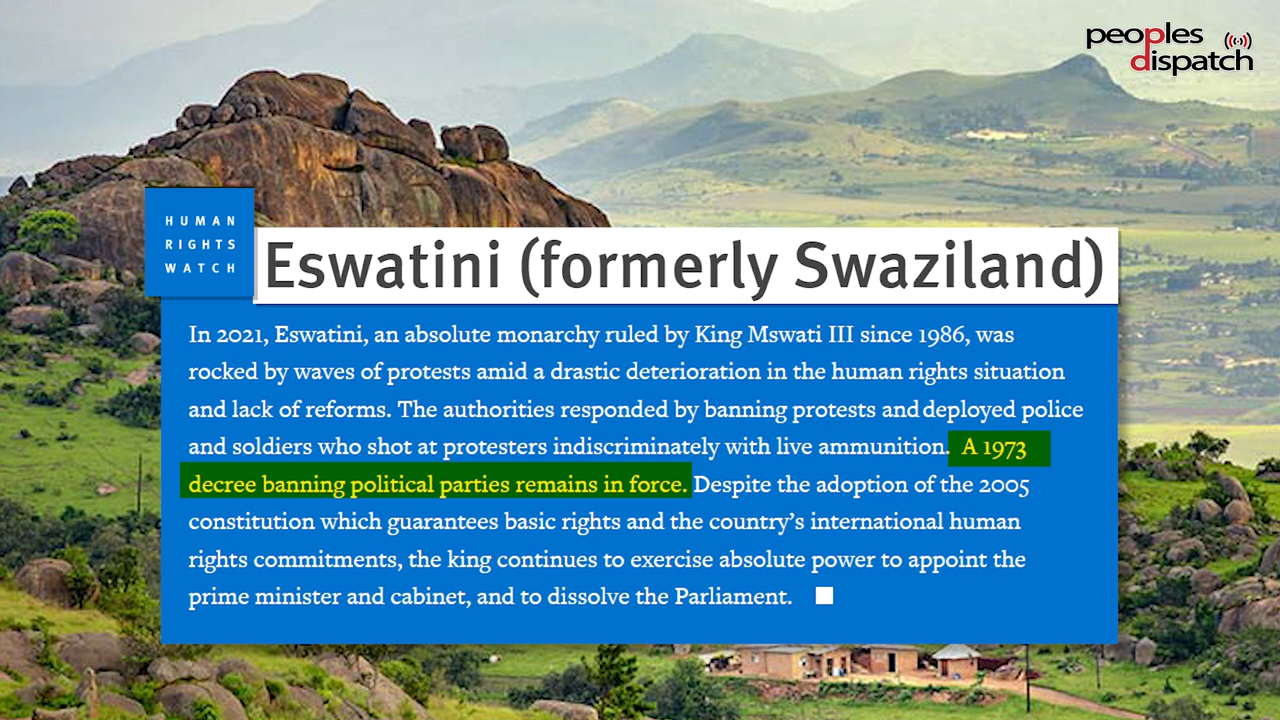 peoples
dispatch
HUMAN
RIGHTS
WATCH
Eswatini (formerly Swaziland)
In 2021, Eswatini, an absolute monarchy ruled by King Mswati III since 1986, was
rocked by waves of protests amid a drastic deterioration in the human rights situation
and lack of reforms. The authorities responded by banning protests and deployed police
and soldiers who shot at protesters indiscriminately with live ammunition. A 1973
decree banning political parties remains in force. Despite the adoption of the 2005
constitution which guarantees basic rights and the country’s international human
rights commitments, the king continues to exercise absolute power to appoint the
prime minister and cabinet, and to dissolve the Parliament.